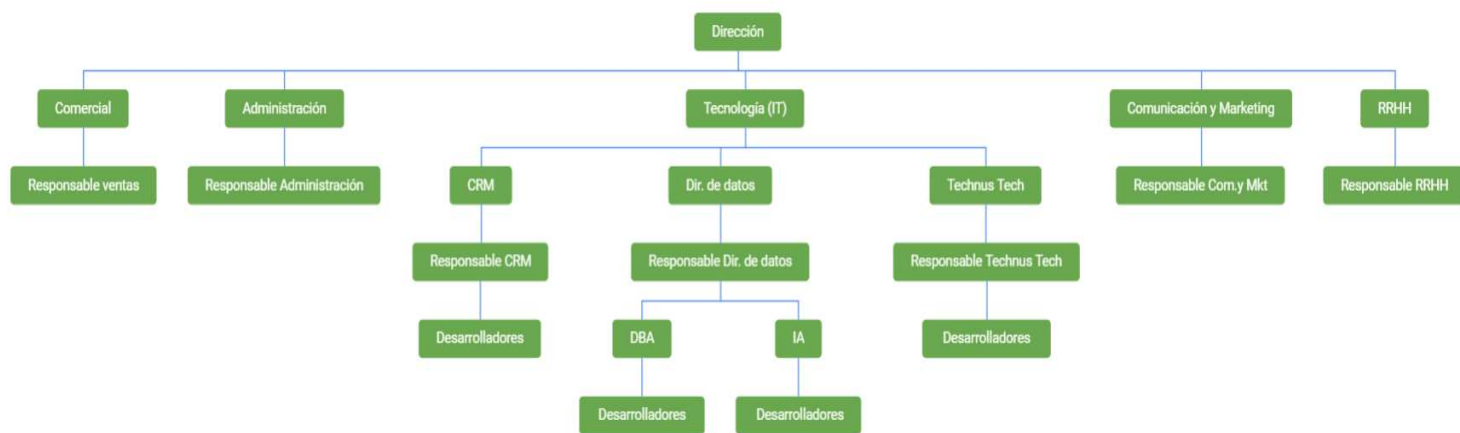 Dirección
Comercial
Administración
Tecnología (IT)
Comunicación y Marketing
RRHH
Responsable ventas
Responsable Administración
CRM
Dir. de datos
Technus Tech
Responsable Com.y Mkt
Responsable RRHH
Responsable CRM
Responsable Dir. de datos
Responsable Technus Tech
Desarrolladores
DBA
IA
Desarrolladores
Desarrolladores
Desarrolladores